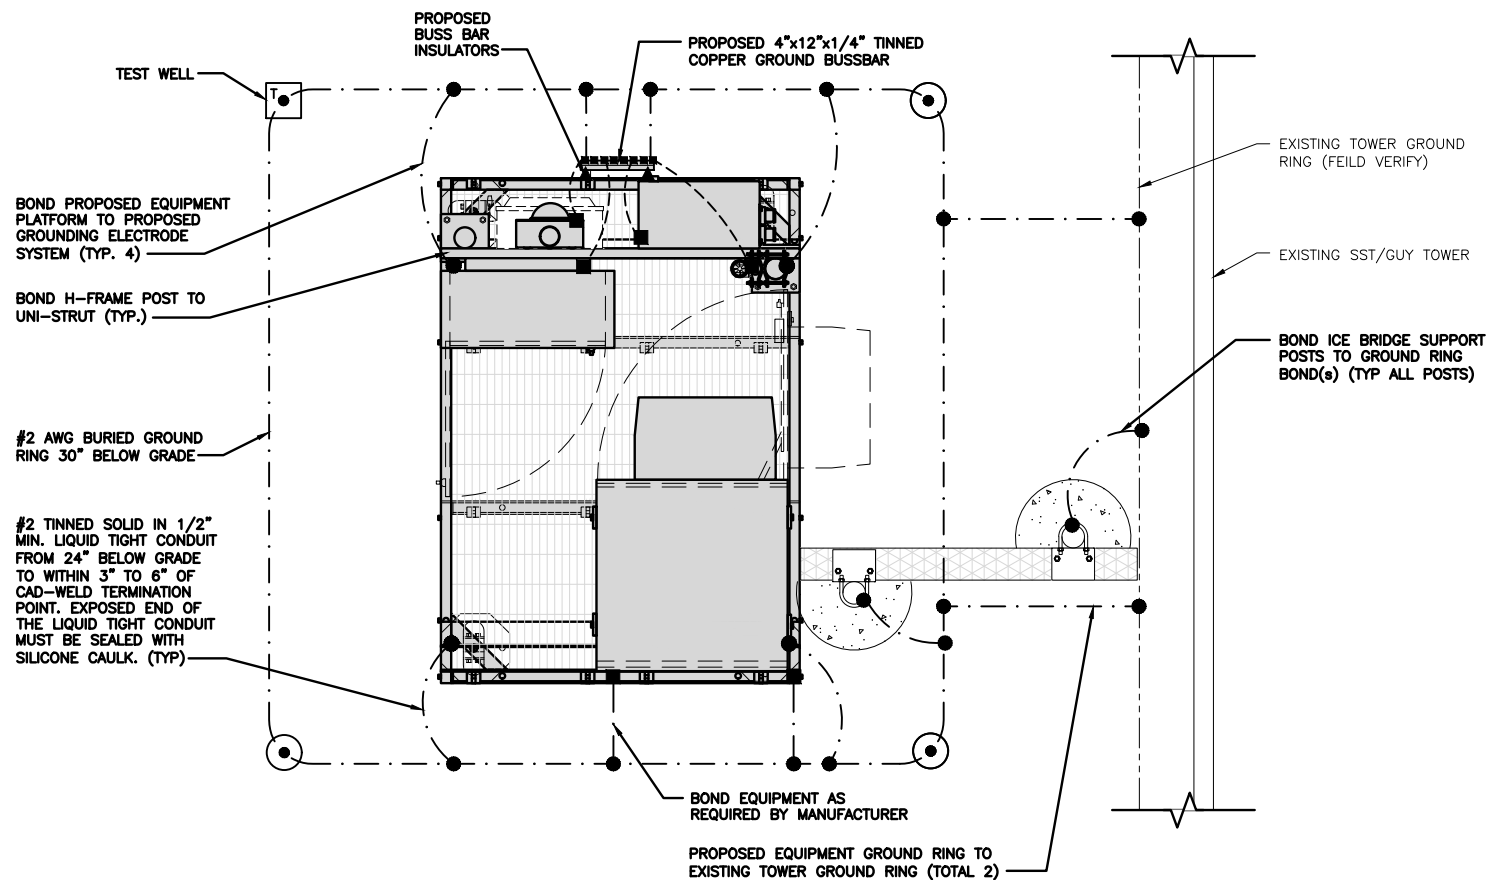 PROPOSED
BUSS BAR
INSULATORS
PROPOSED 4"x12"x1/4" TINNED
COPPER GROUND BUSSBAR
TEST WELL
T
EXISTING TOWER GROUND
RING (FEILD VERIFY)
BOND PROPOSED EQUIPMENT
PLATFORM TO PROPOSED
GROUNDING ELECTRODE
SYSTEM (TYP. 4)
EXISTING SST/GUY TOWER
BOND H-FRAME POST TO
UNI-STRUT (TYP.)
BOND ICE BRIDGE SUPPORT
POSTS TO GROUND RING
BOND(s) (TYP ALL POSTS)
#2 AWG BURIED GROUND
RING 30" BELOW GRADE
#2 TINNED SOLID IN 1/2"
MIN. LIQUID TIGHT CONDUIT
FROM 24" BELOW GRADE
TO WITHIN 3" TO 6" OF
CAD-WELD TERMINATION
POINT. EXPOSED END OF
THE LIQUID TIGHT CONDUIT
MUST BE SEALED WITH
SILICONE CAULK. (TYP)
BOND EQUIPMENT AS
REQUIRED BY MANUFACTURER
PROPOSED EQUIPMENT GROUND RING TO
EXISTING TOWER GROUND RING (TOTAL 2)